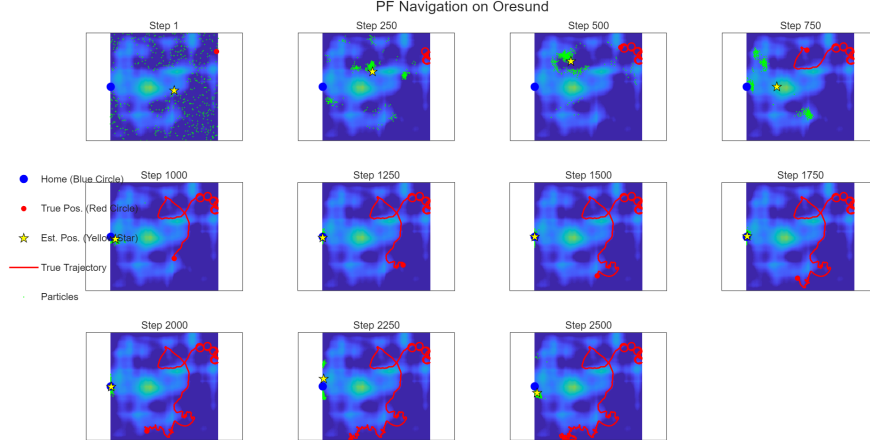 PF Navigation on Oresund
Step 1
Step 250
Step 500
Step 750
Step 1000
Step 1250
Step 1500
Step 1750
Home (Blue Circle)
True Pos. (Red Circle)
Est. Pos. (Yellow Star)
True Trajectory
Particles
Step 2000
Step 2250
Step 2500